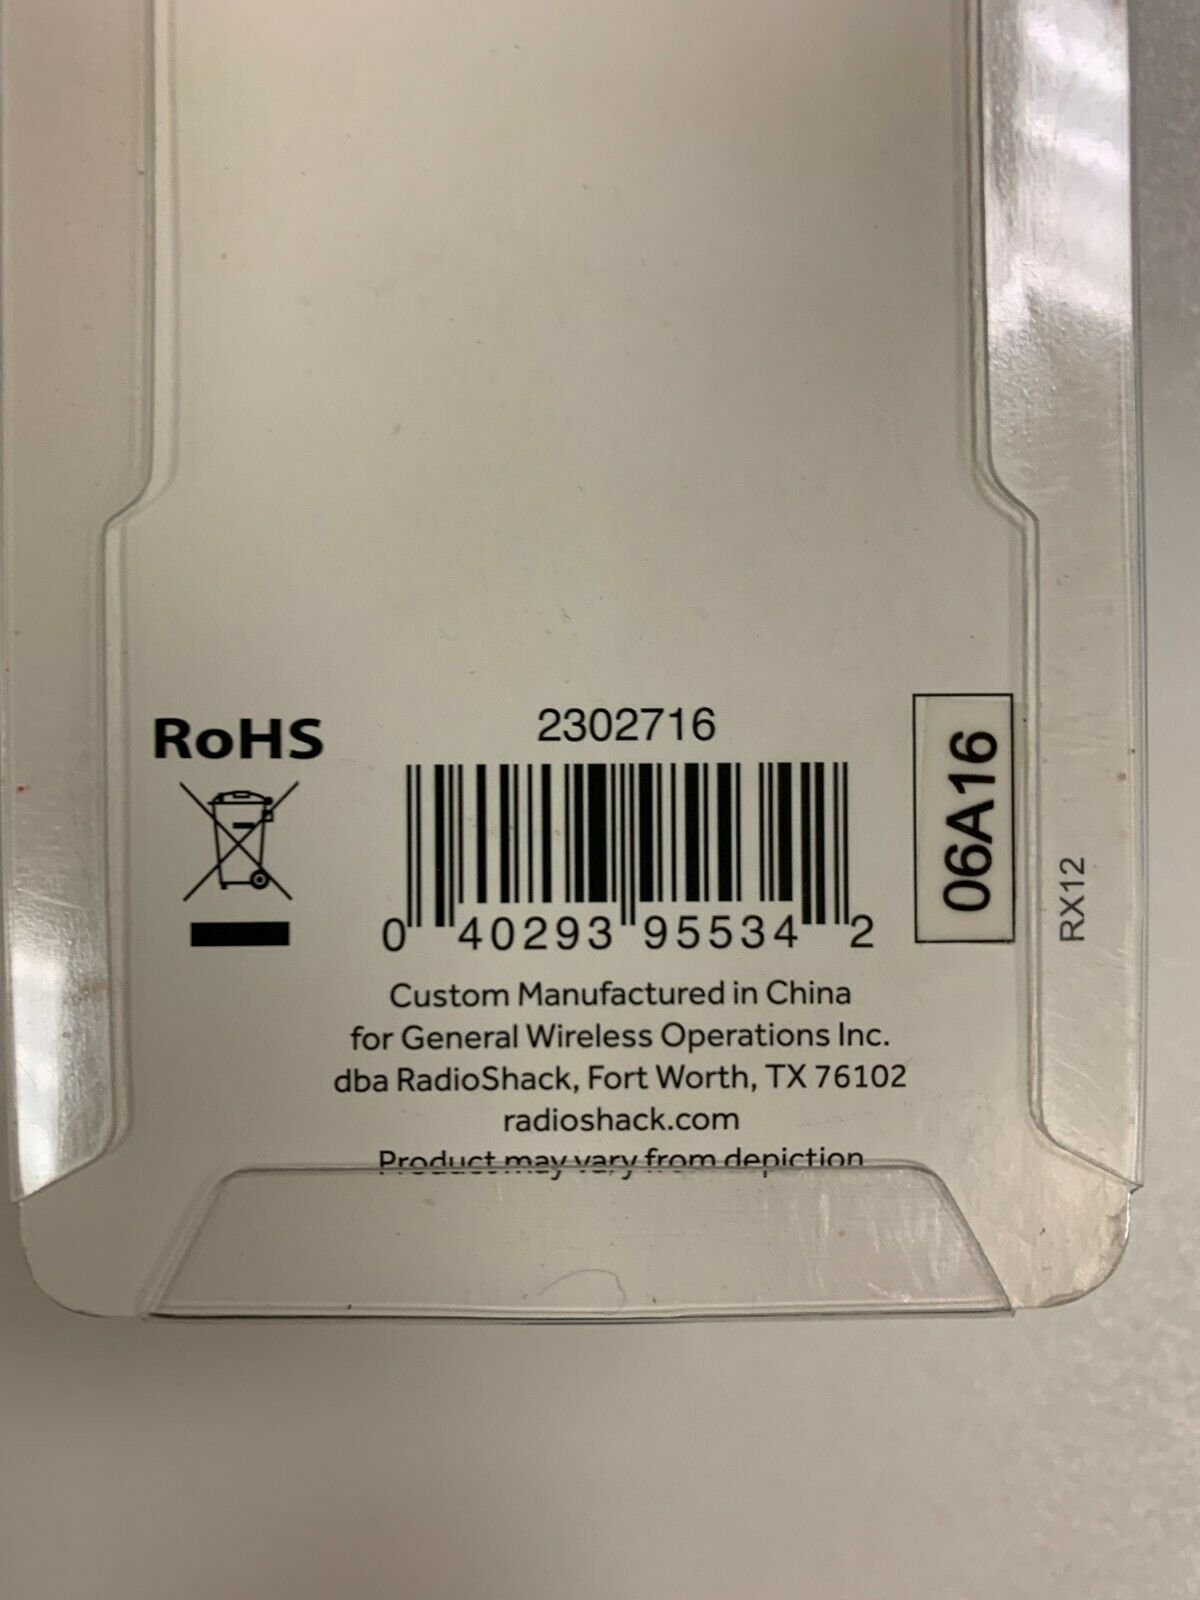 RoHS
2302716
0 40293 95534 2
06A16
RX12
Custom Manufactured in China
for General Wireless Operations Inc.
dba RadioShack, Fort Worth, TX 76102
radioshack.com
Product may vary from depiction